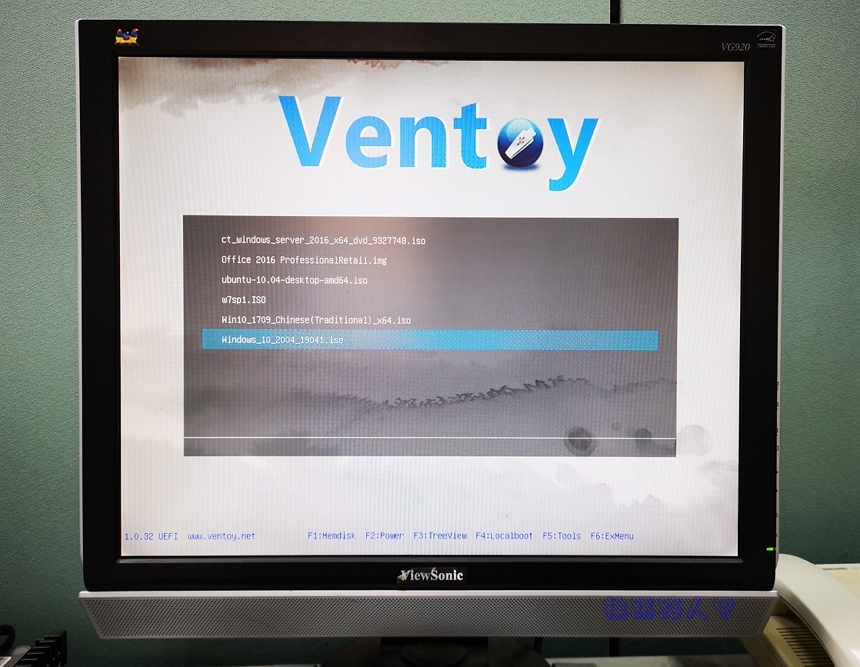 VG920
Ventoy
ct_windows_server_2016_x64_dvd_9327748.iso
Office 2016 ProfessionalRetail.img
ubuntu-10.04-desktop-amd64.iso
w7sp1.ISO
Win10_1709_Chinese(Traditional)_x64.iso
Windows_10_2004_19041.iso
1.0.32 UEFI www.ventoy.net F1:Memdisk F2:Power F3:TreeView F4:Localboot F5:Tools F6:ExMenu
ViewSonic